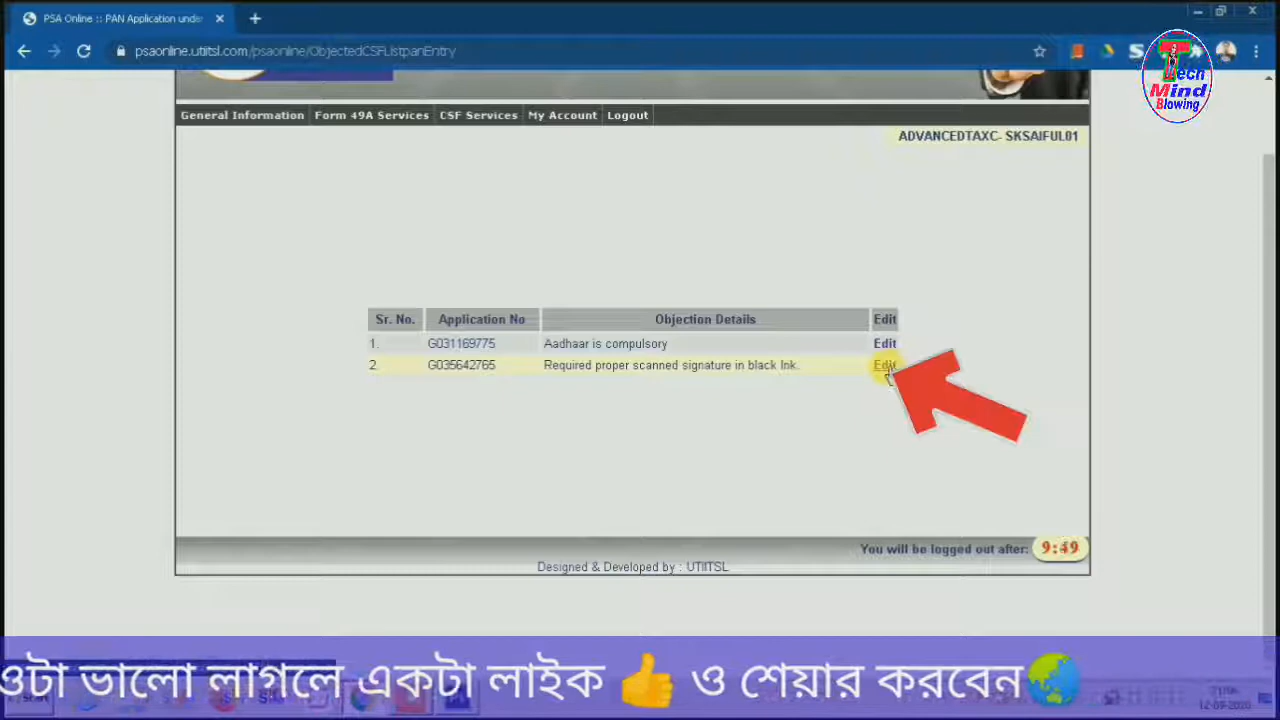 PSA Online :: PAN Application under
psaonline.utiitsl.com/psaonline/ObjectedCSFLIstpanEntry
Tech
Mind
Blowing
General Information Form 49A Services CSF Services My Account Logout
ADVANCEDTAXC- SKSAIFUL01
Sr. No. Application No Objection Details Edit
1. G031169775 Aadhaar is compulsory Edit
2. G035642765 Required proper scanned signature in black Ink. Edit
You will be logged out after: 9:49
Designed & Developed by : UTIITSL
ওটা ভালো লাগলে একটা লাইক 👍 ও শেয়ার করবেন🌏